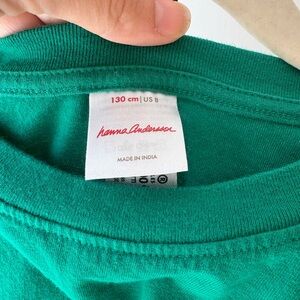 130 cm | US 8
hanna andersson
MADE IN INDIA